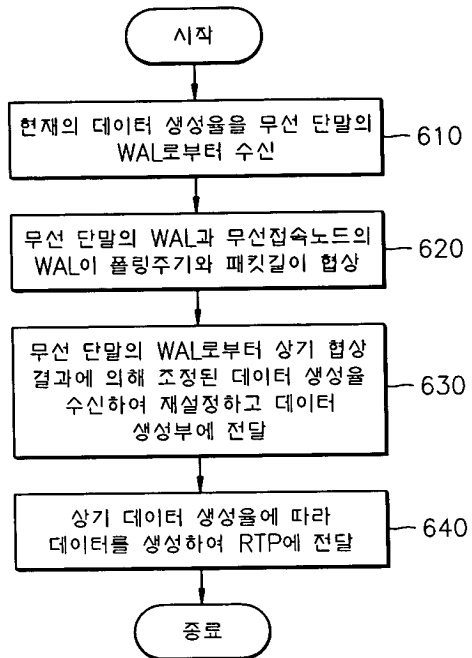 시작
현재의 데이터 생성율을 무선 단말의
WAL로부터 수신
610
무선 단말의 WAL과 무선접속노드의
WAL이 폴링주기와 패킷길이 협상
620
무선 단말의 WAL로부터 상기 협상
결과에 의해 조정된 데이터 생성율
수신하여 재설정하고 데이터
생성부에 전달
630
상기 데이터 생성율에 따라
데이터를 생성하여 RTP에 전달
640
종료